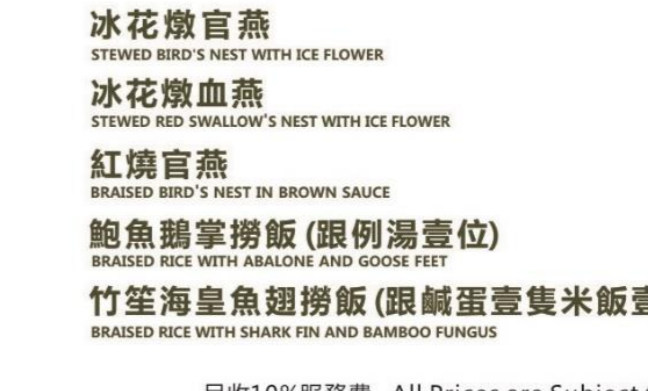 冰花燉官燕
STEWED BIRD'S NEST WITH ICE FLOWER
冰花燉血燕
STEWED RED SWALLOW'S NEST WITH ICE FLOWER
紅燒官燕
BRAISED BIRD'S NEST IN BROWN SAUCE
鮑魚鵝掌撈飯 (跟例湯壹位)
BRAISED RICE WITH ABALONE AND GOOSE FEET
竹笙海皇魚翅撈飯 (跟鹹蛋壹隻米飯壹
BRAISED RICE WITH SHARK FIN AND BAMBOO FUNGUS
另收10%服務費 All Prices are Subject